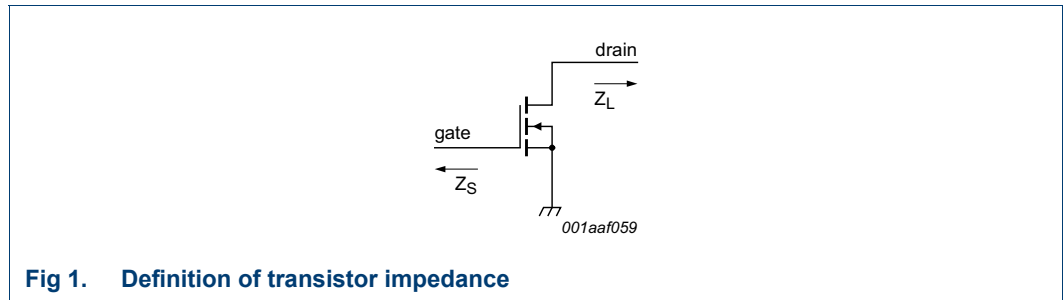 drain
Z_L
gate
Z_S
001aaf059
Fig 1. Definition of transistor impedance